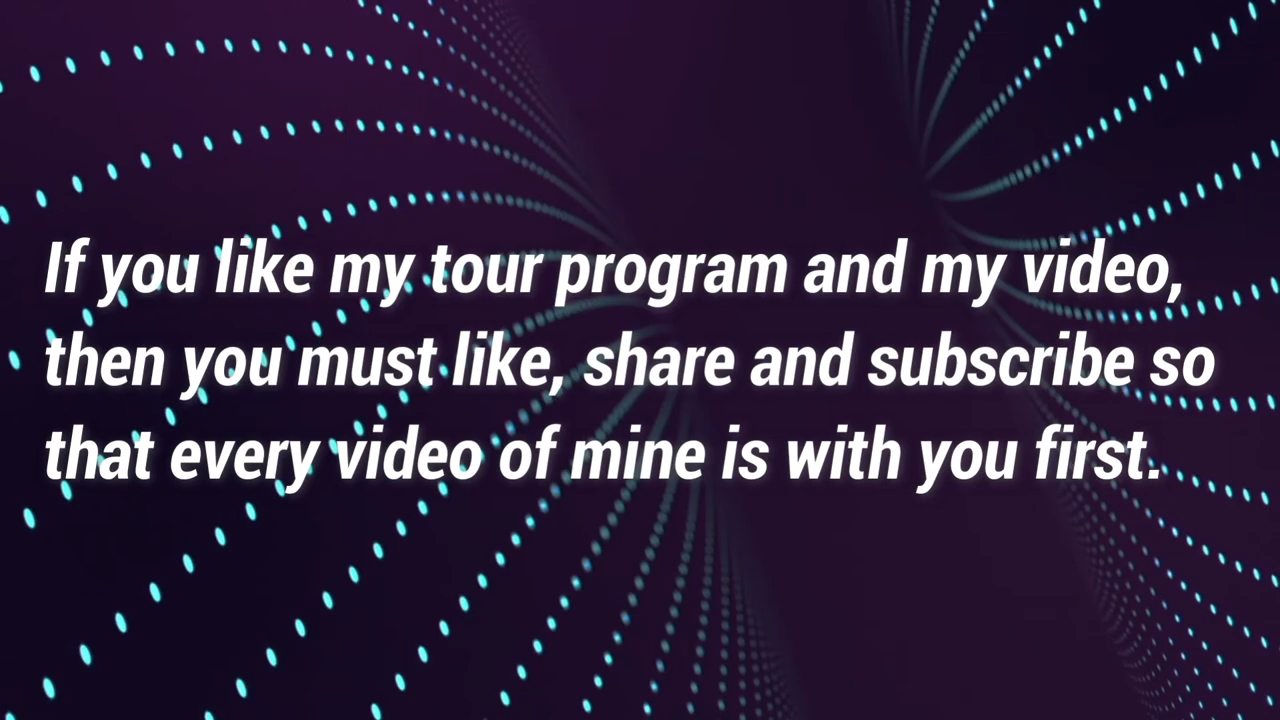 If you like my tour program and my video,
then you must like, share and subscribe so
that every video of mine is with you first.